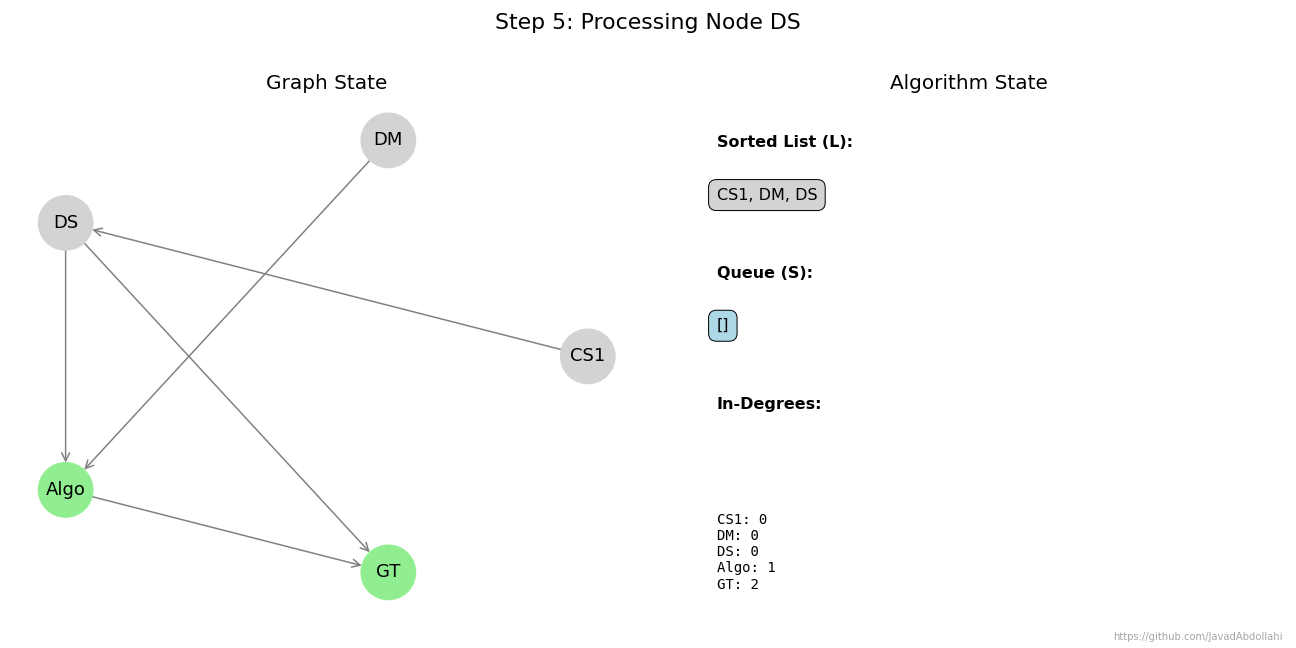 Step 5: Processing Node DS
Graph State
DM
DS
CS1
Algo
GT
Algorithm State
Sorted List (L):
CS1, DM, DS
Queue (S):
[]
In-Degrees:
CS1: 0
DM: 0
DS: 0
Algo: 1
GT: 2
https://github.com/JavadAbdollahi